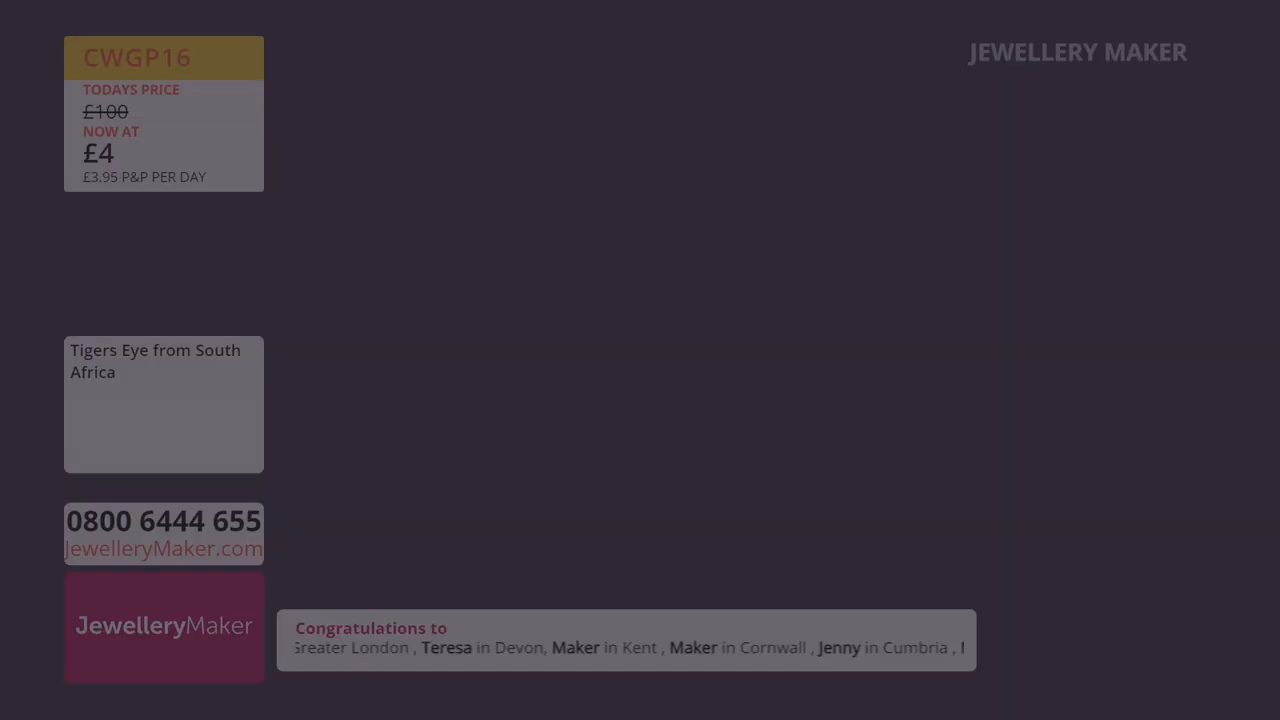 CWGP16
TODAYS PRICE
£100
NOW AT
£4
£3.95 P&P PER DAY
JEWELLERY MAKER
Tigers Eye from South
Africa
0800 6444 655
JewelleryMaker.com
JewelleryMaker
Congratulations to
Greater London , Teresa in Devon, Maker in Kent , Maker in Cornwall , Jenny in Cumbria ,